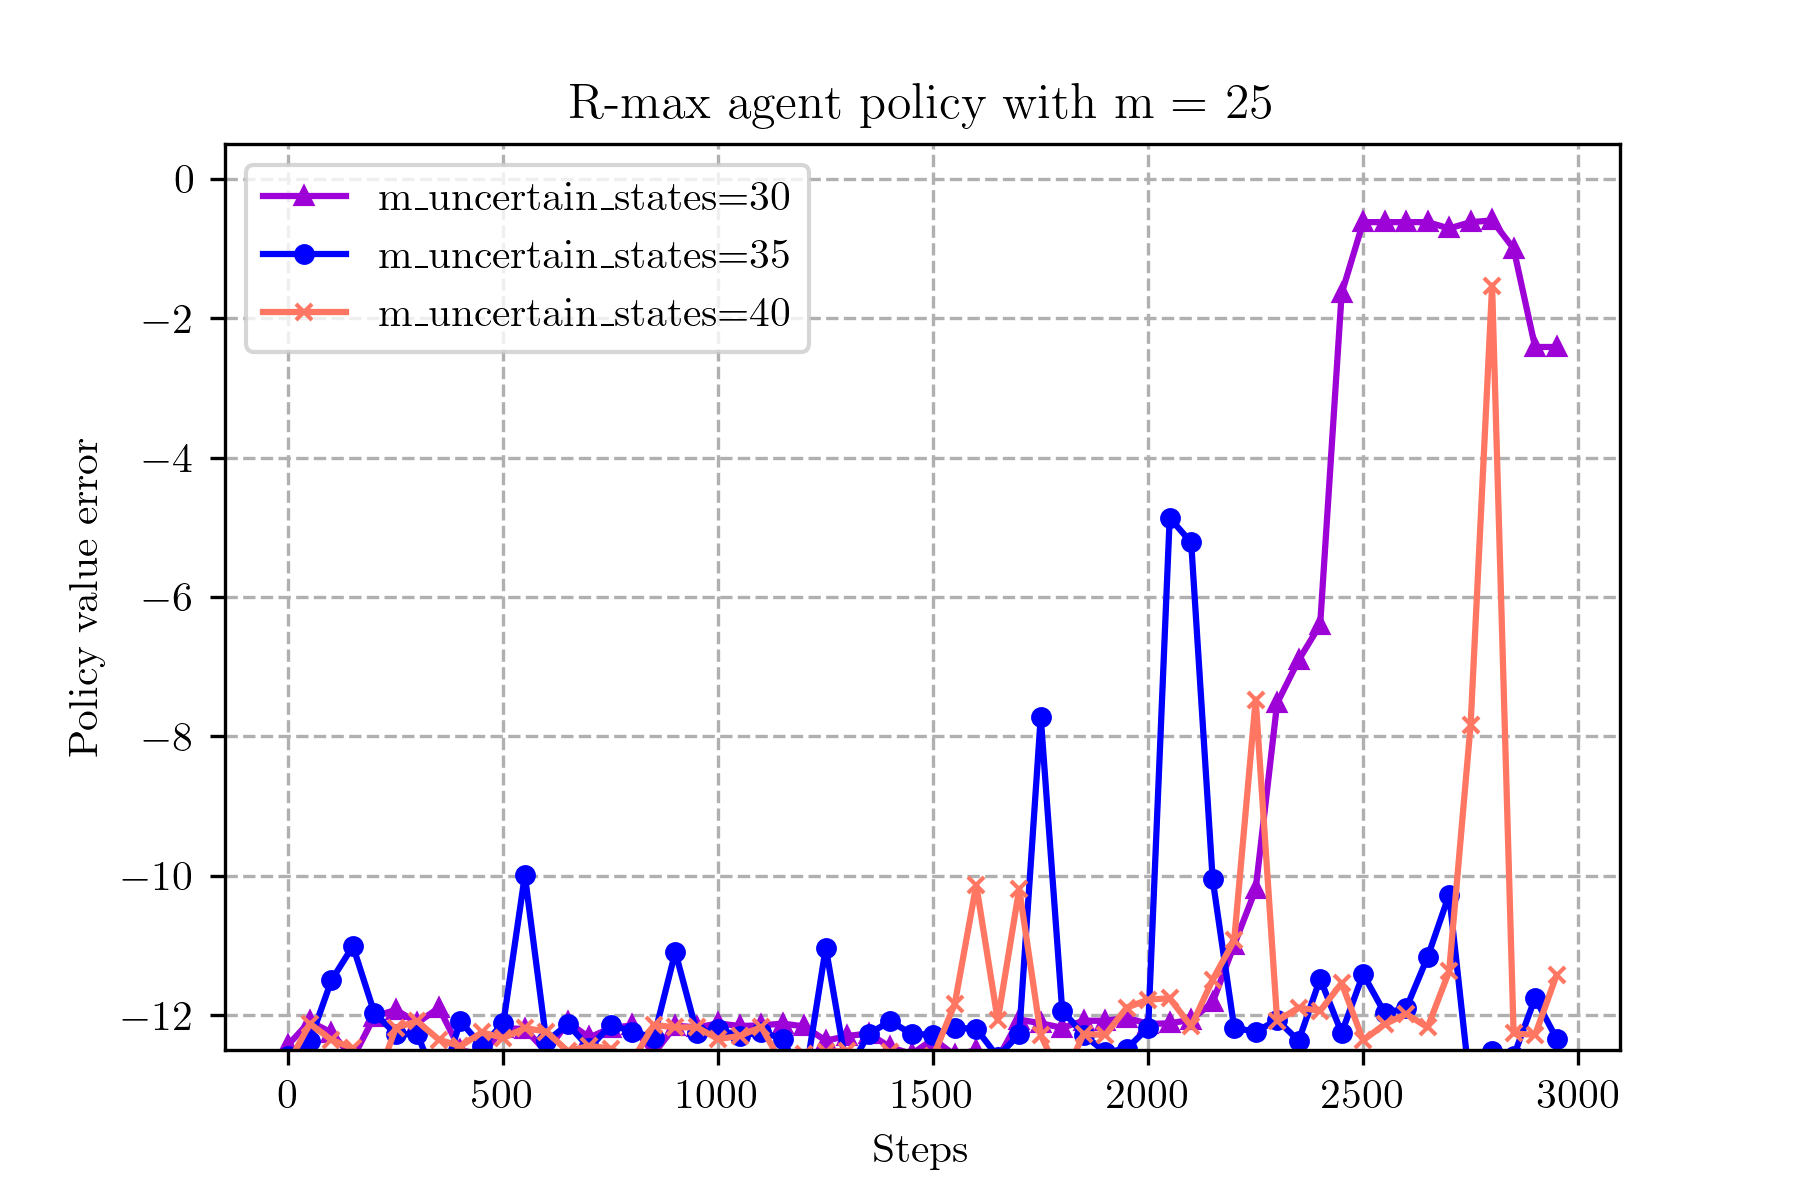 R-max agent policy with m = 25
m_uncertain_states=30
m_uncertain_states=35
m_uncertain_states=40
Policy value error
0
−2
−4
−6
−8
−10
−12
0 500 1000 1500 2000 2500 3000
Steps